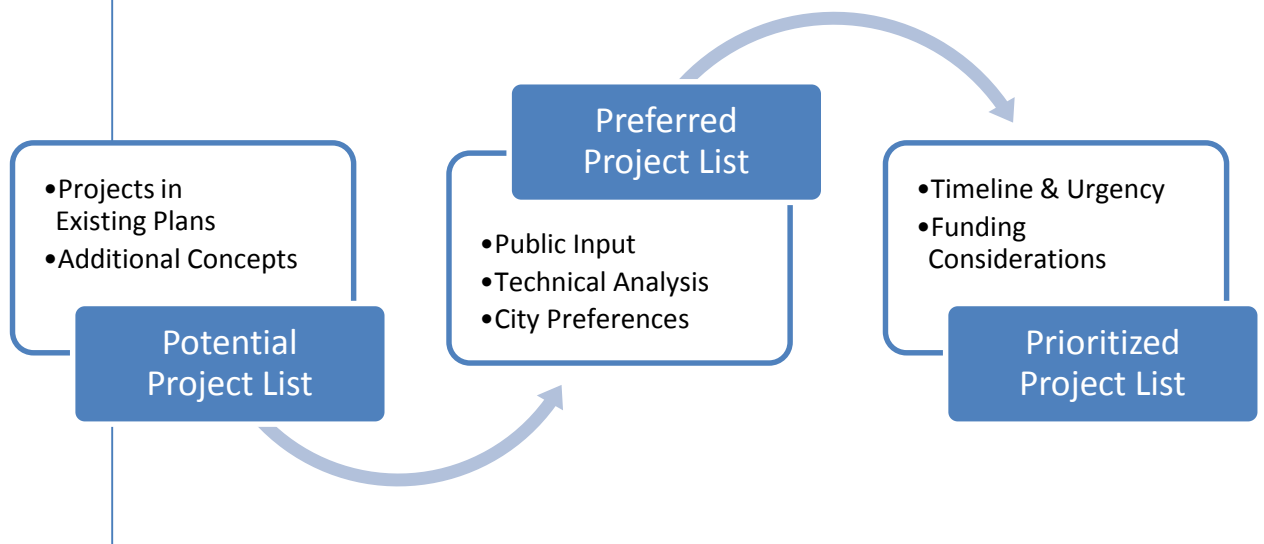 •Projects in
Existing Plans
•Additional Concepts
Potential
Project List
Preferred
Project List
•Public Input
•Technical Analysis
•City Preferences
•Timeline & Urgency
•Funding
Considerations
Prioritized
Project List